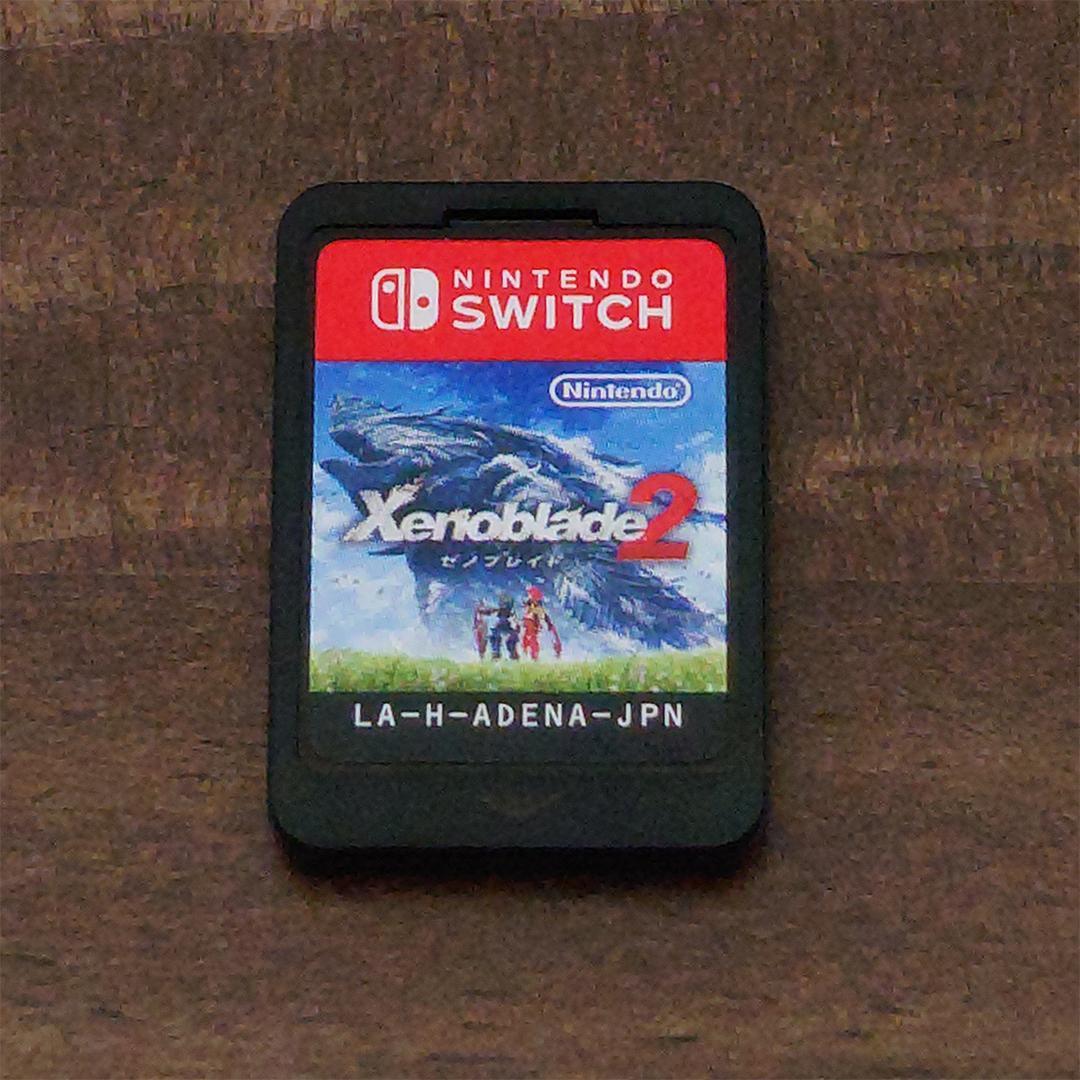 NINTENDO
SWITCH
Nintendo
Xenoblade2
ゼノブレイド
LA-H-ADENA-JPN